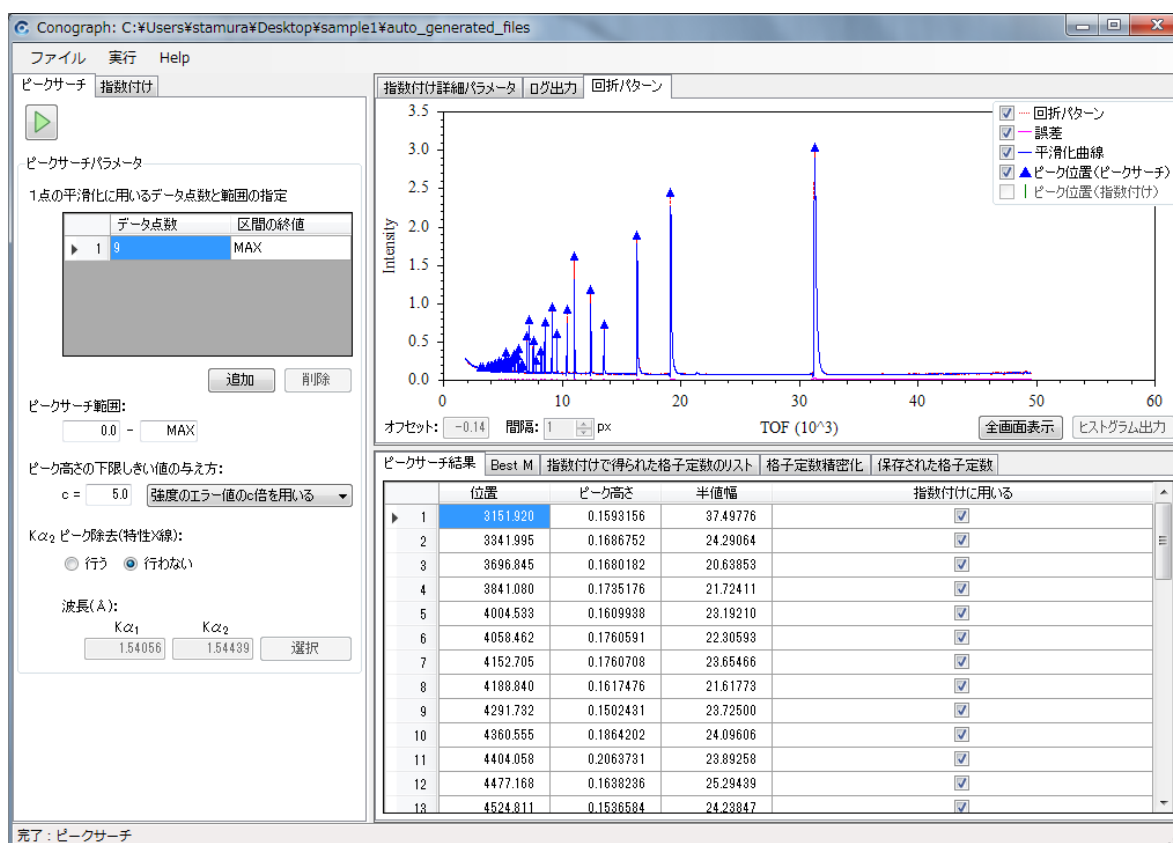 Conograph: C:¥Users¥stamura¥Desktop¥sample1¥auto_generated_files
ファイル 実行 Help
ピークサーチ 指数付け
ピークサーチパラメータ
1点の平滑化に用いるデータ点数と範囲の指定
データ点数 区間の終値
1 9 MAX
追加 削除
ピークサーチ範囲:
0.0 - MAX
ピーク高さの下限しきい値の与え方:
c = 5.0 強度のエラー値のc倍を用いる
Kα2 ピーク除去(特性X線):
行う 行わない
波長(Å):
Kα1 Kα2
1.54056 1.54439 選択
指数付け詳細パラメータ ログ出力 回折パターン
3.5
3.0
2.5
2.0
1.5
1.0
0.5
0.0
Intensity
0 10 20 30 40 50 60
TOF (10^3)
回折パターン
誤差
平滑化曲線
ピーク位置(ピークサーチ)
ピーク位置(指数付け)
オフセット: -0.14 間隔: 1 px
全画面表示 ヒストグラム出力
ピークサーチ結果 Best M 指数付けで得られた格子定数のリスト 格子定数精密化 保存された格子定数
位置 ピーク高さ 半値幅 指数付けに用いる
1 3151.920 0.1593156 37.49776
2 3341.995 0.1686752 24.29064
3 3696.845 0.1680182 20.63853
4 3841.080 0.1735176 21.72411
5 4004.533 0.1609938 23.19210
6 4058.462 0.1760591 22.30593
7 4152.705 0.1760708 23.65466
8 4188.840 0.1617476 21.61773
9 4291.732 0.1502431 23.72500
10 4360.555 0.1864202 24.09606
11 4404.058 0.2063731 23.89258
12 4477.168 0.1638236 25.29439
13 4524.811 0.1536584 24.23847
完了 : ピークサーチ